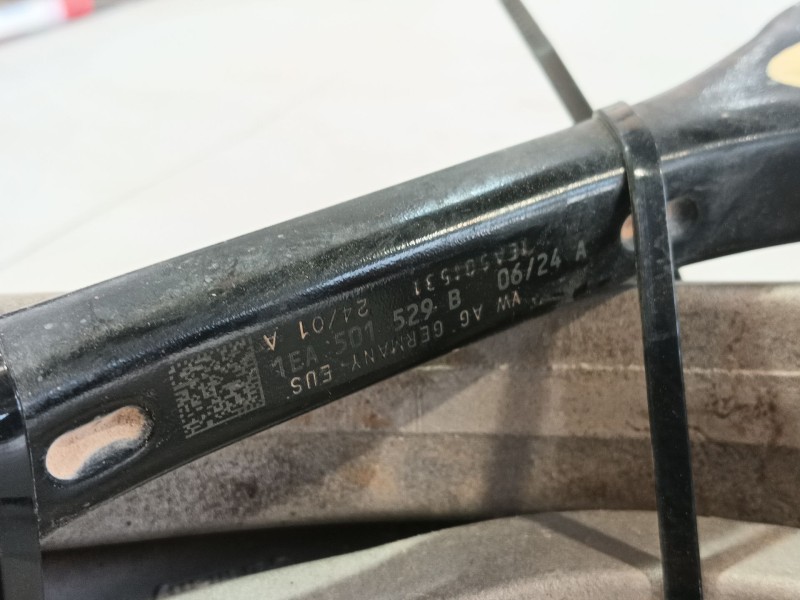 1EA 501 529 B 06/24 A
1EA501531
24/01 A
VW AG GERMANY EUS